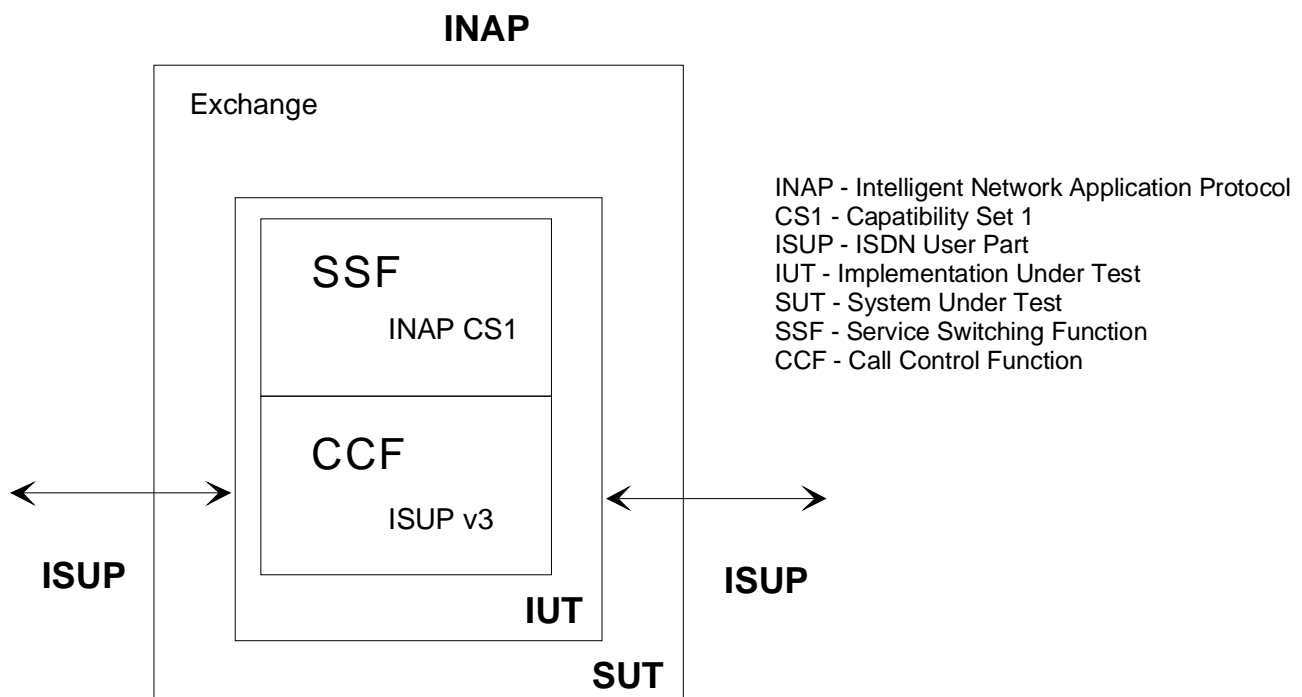 INAP
Exchange
INAP - Intelligent Network Application Protocol
CS1 - Capatibility Set 1
ISUP - ISDN User Part
IUT - Implementation Under Test
SUT - System Under Test
SSF - Service Switching Function
CCF - Call Control Function
SSF
INAP CS1
CCF
ISUP v3
ISUP
ISUP
IUT
SUT